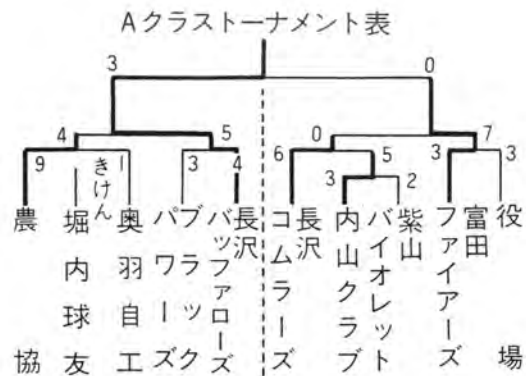 Aクラストーナメント表
3
0
4
5
0
7
9
きけん
1
3
4
6
5
3
3
3
2
農協
堀内球友
奥羽自工
ブラック
パワーズ
長沢
バッファローズ
長沢
コムラーズ
内山クラブ
紫山
バイオレット
富田
ファイアーズ
役場